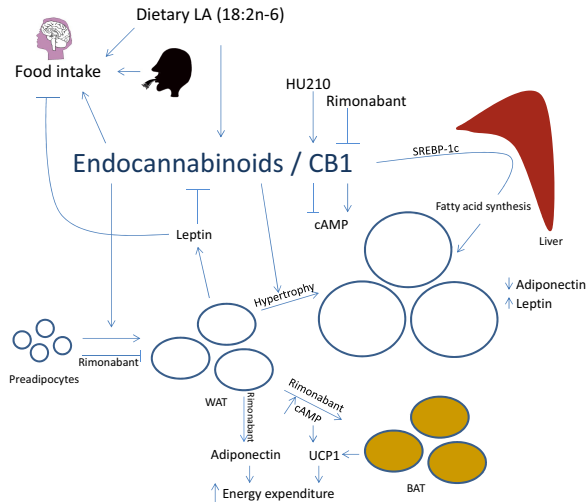 Dietary LA (18:2n-6)
Food intake
HU210
Rimonabant
Endocannabinoids / CB1
SREBP-1c
Fatty acid synthesis
Liver
cAMP
Leptin
Hypertrophy
Adiponectin
Leptin
Rimonabant
Preadipocytes
WAT
Rimonabant
Rimonabant
cAMP
Adiponectin
UCP1
BAT
Energy expenditure